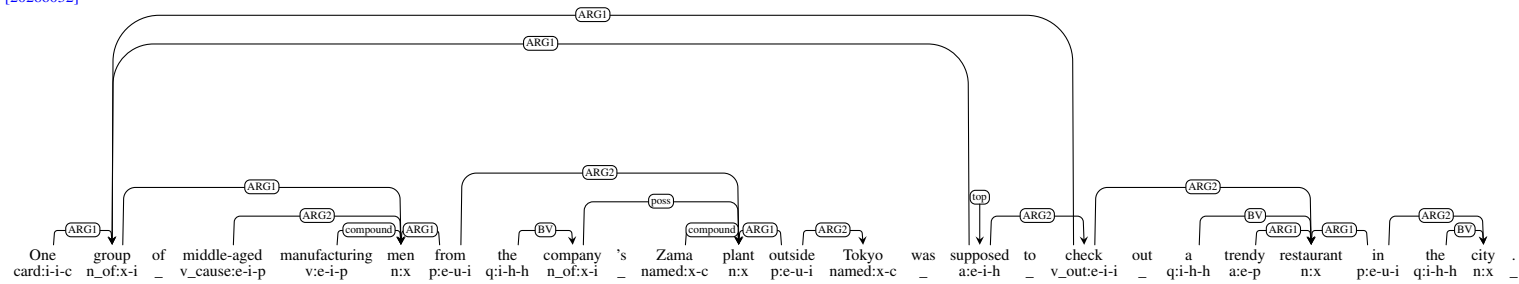 [20200052]
ARG1
ARG1
ARG2
ARG1 poss top ARG2
ARG2 ARG2 BV ARG2
ARG1 compound ARG1 BV compound ARG1 ARG2 ARG1 ARG1 BV
One group of middle-aged manufacturing men from the company 's Zama plant outside Tokyo was supposed to check out a trendy restaurant in the city .
card:i-i-c n_of:x-i _ v_cause:e-i-p v:e-i-p n:x p:e-u-i q:i-h-h n_of:x-i _ named:x-c n:x p:e-u-i named:x-c _ a:e-i-h _ v_out:e-i-i _ q:i-h-h a:e-p n:x p:e-u-i q:i-h-h n:x _